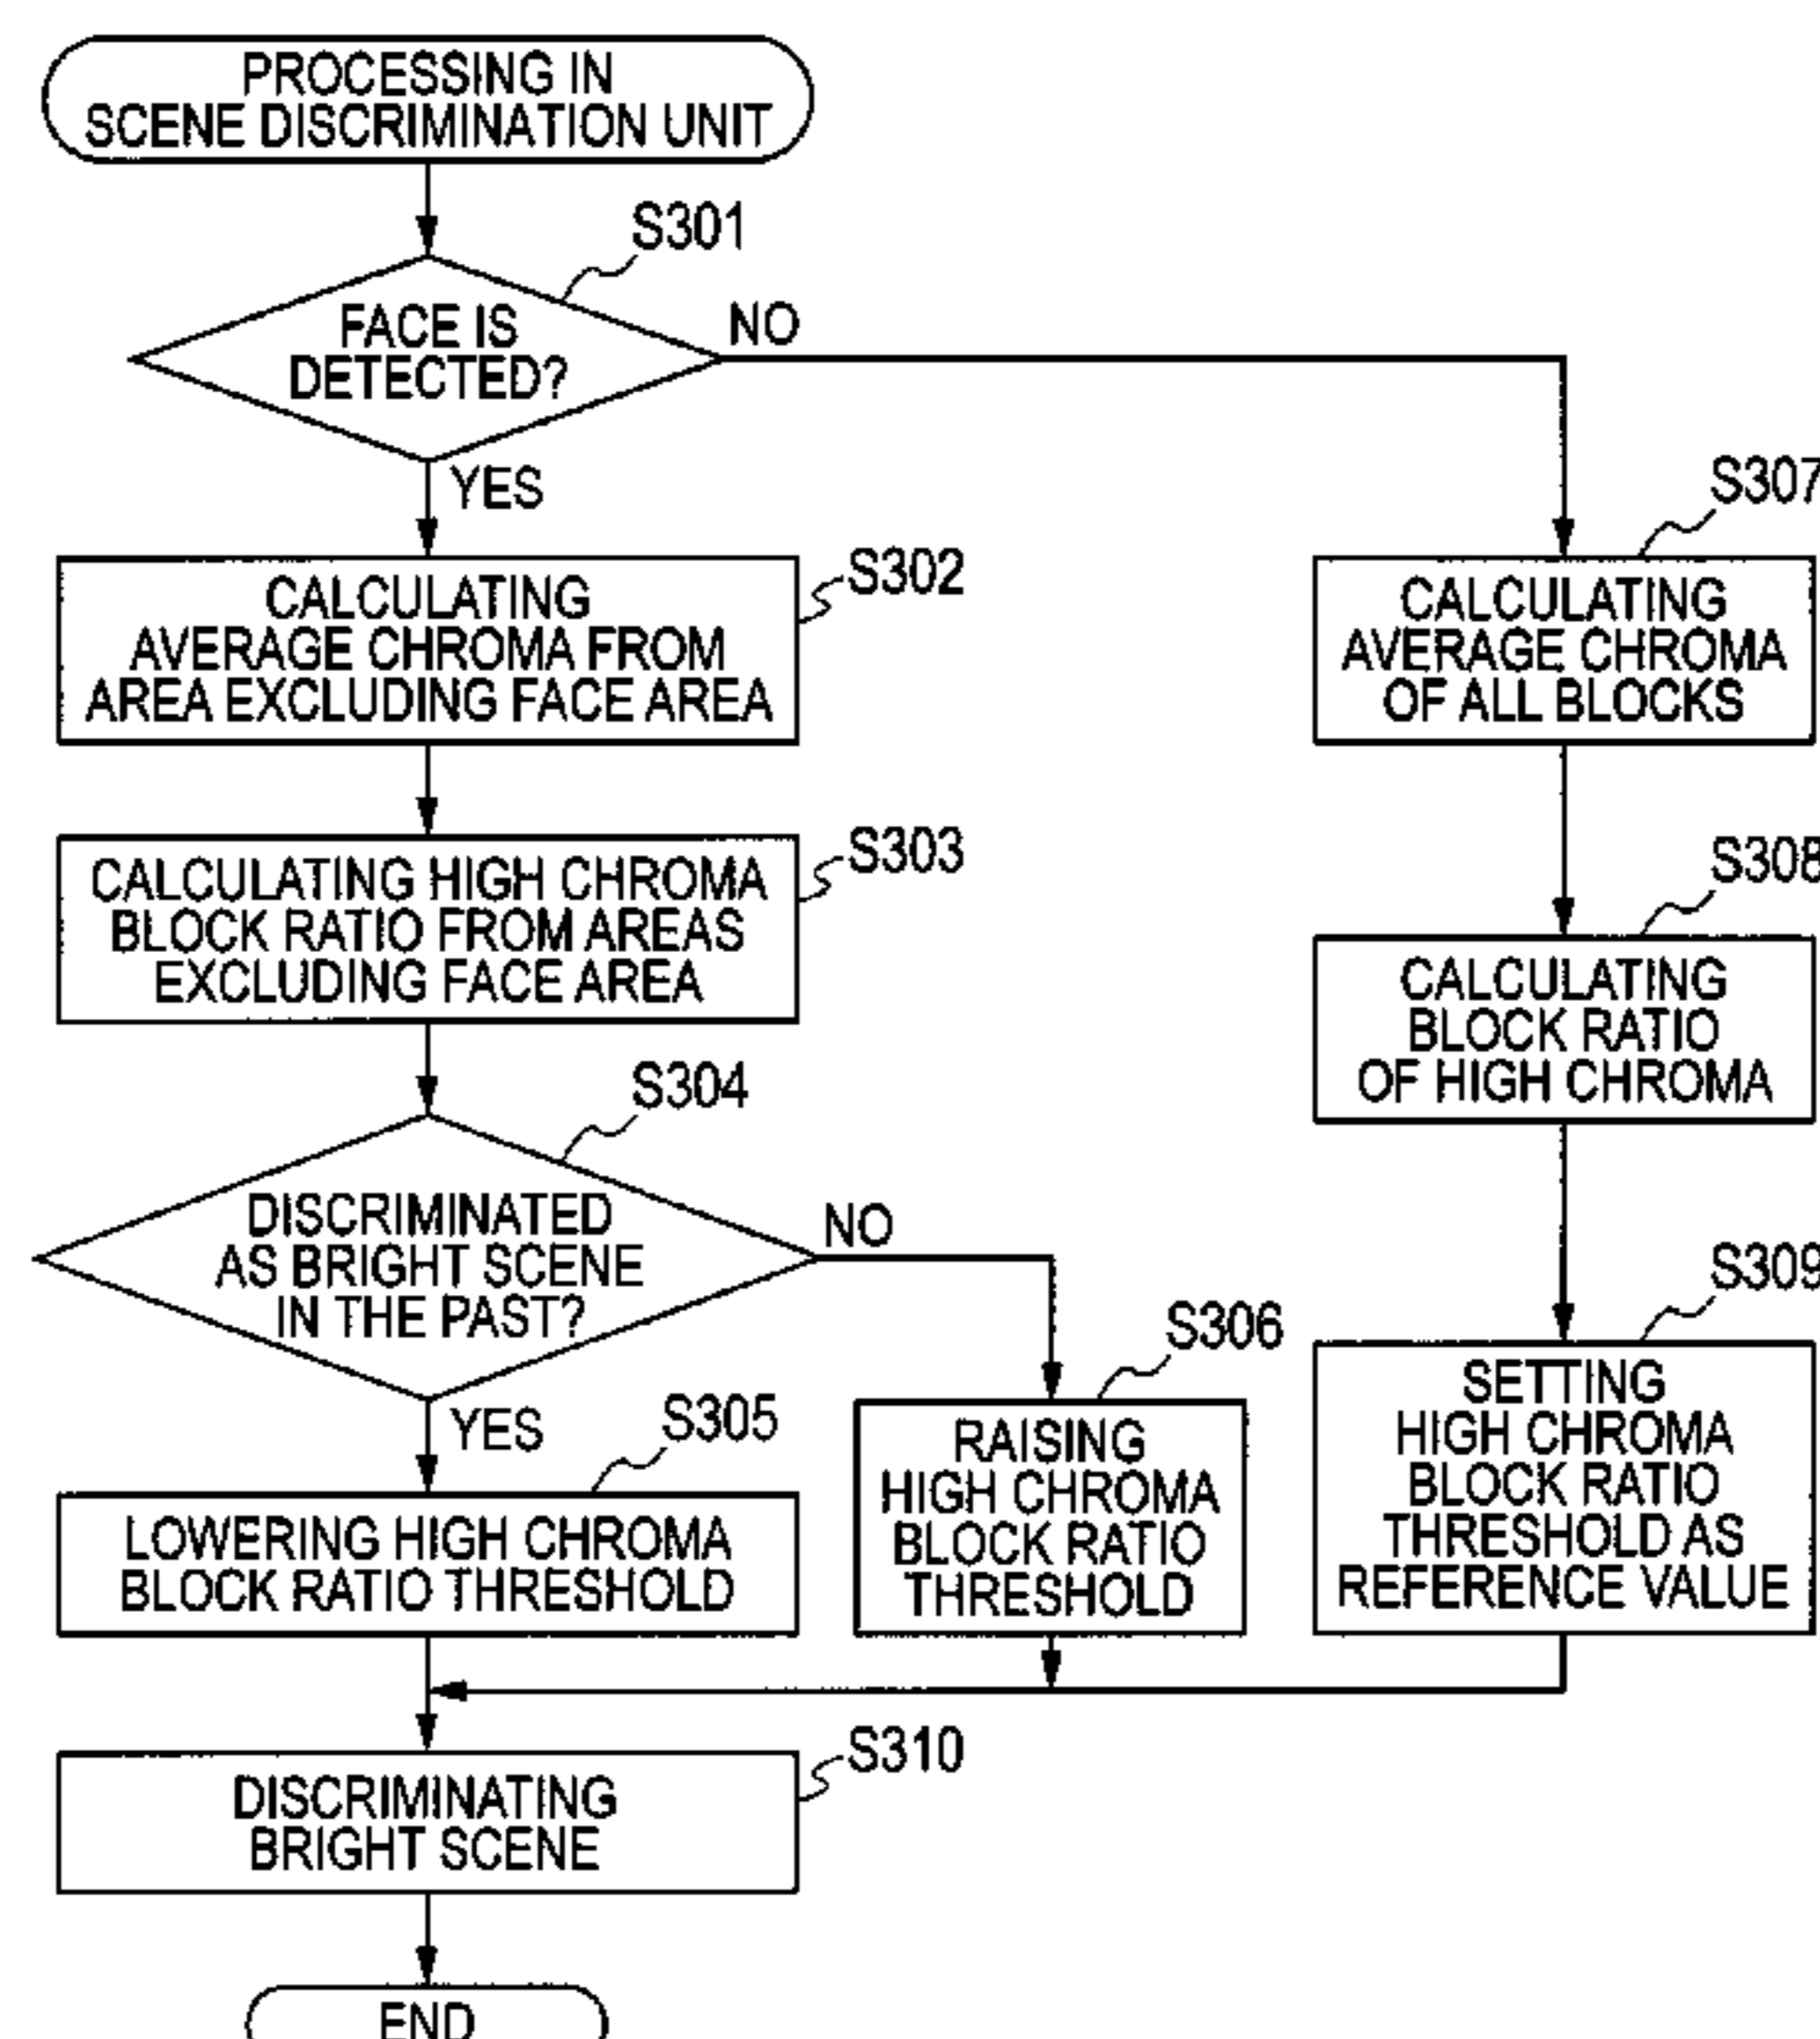 PROCESSING IN
SCENE DISCRIMINATION UNIT
S301
FACE IS
DETECTED?
NO
YES
S302
CALCULATING
AVERAGE CHROMA FROM
AREA EXCLUDING FACE AREA
S307
CALCULATING
AVERAGE CHROMA
OF ALL BLOCKS
S303
CALCULATING HIGH CHROMA
BLOCK RATIO FROM AREAS
EXCLUDING FACE AREA
S308
CALCULATING
BLOCK RATIO
OF HIGH CHROMA
S304
DISCRIMINATED
AS BRIGHT SCENE
IN THE PAST?
NO
YES
S305
LOWERING HIGH CHROMA
BLOCK RATIO THRESHOLD
S306
RAISING
HIGH CHROMA
BLOCK RATIO
THRESHOLD
S309
SETTING
HIGH CHROMA
BLOCK RATIO
THRESHOLD AS
REFERENCE VALUE
S310
DISCRIMINATING
BRIGHT SCENE
END